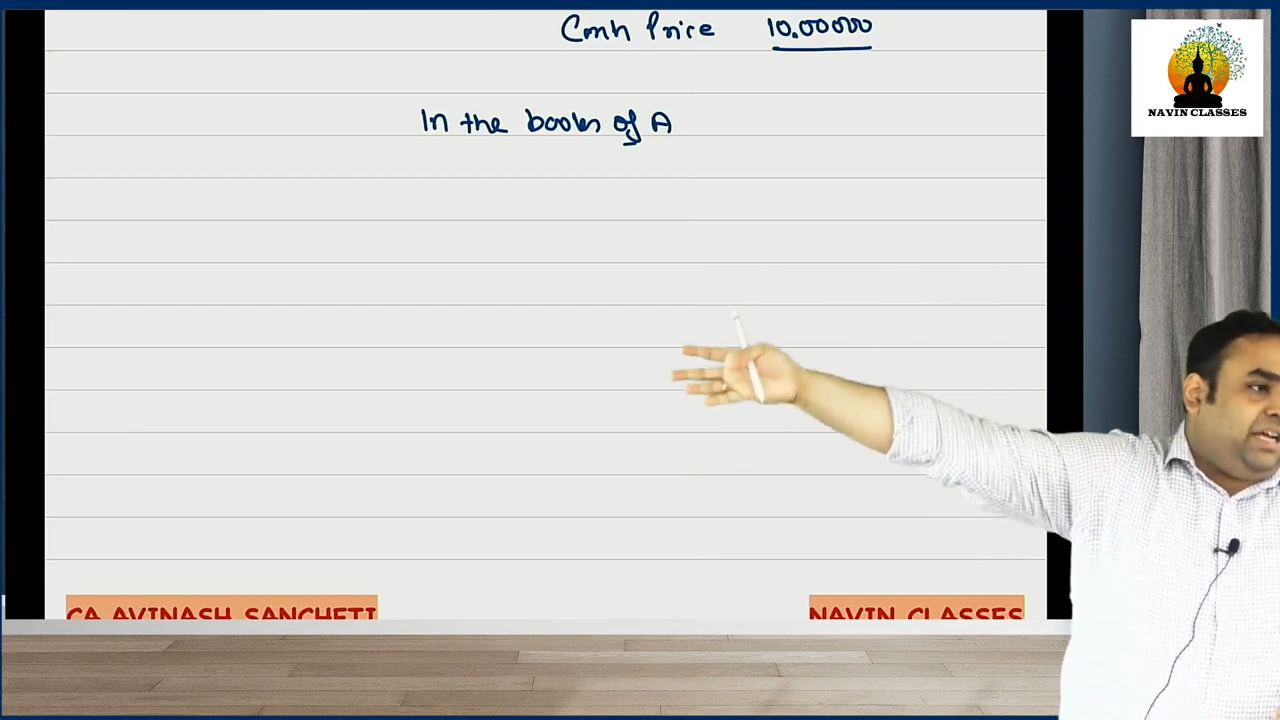 Cash Price 10,00000
In the books of A
NAVIN CLASSES
CA AVINASH SANCHETI
NAVIN CLASSES